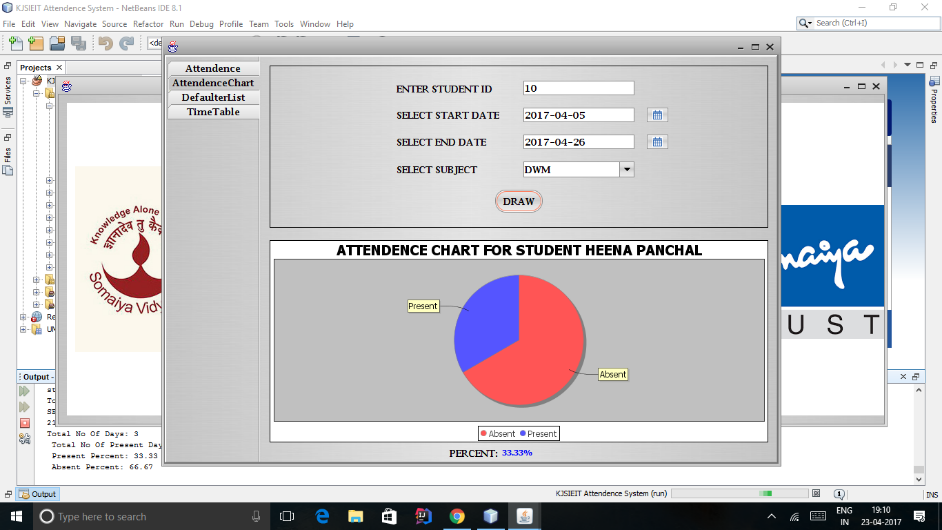 KJSIEIT Attendence System - NetBeans IDE 8.1
File Edit View Navigate Source Refactor Run Debug Profile Team Tools Window Help
Search (Ctrl+I)
Projects
Services
Files
Properties
Attendence
AttendenceChart
DefaulterList
TimeTable
ENTER STUDENT ID 10
SELECT START DATE 2017-04-05
SELECT END DATE 2017-04-26
SELECT SUBJECT DWM
DRAW
ATTENDENCE CHART FOR STUDENT HEENA PANCHAL
Present
Absent
Absent Present
PERCENT: 33.33%
Knowledge Alone
ज्ञानादेव तु कै
Somaiya Vidy
naiya
UST
Output -
Total No Of Days: 3
Total No Of Present Day
Present Percent: 33.33
Absent Percent: 66.67
Output
KJSIEIT Attendence System (run)
INS
Type here to search
ENG
IN
19:10
23-04-2017